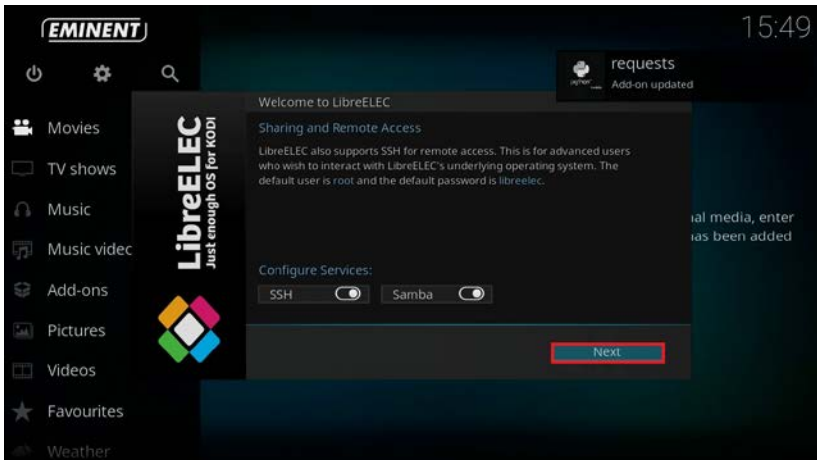 EMINENT
15:49
requests
Add-on updated
Welcome to LibreELEC
Sharing and Remote Access
LibreELEC also supports SSH for remote access. This is for advanced users
who wish to interact with LibreELEC's underlying operating system. The
default user is root and the default password is libreelec.
LibreELEC
Just enough OS for KODI
Configure Services:
SSH
Samba
Next
Movies
TV shows
Music
Music videc
Add-ons
Pictures
Videos
Favourites
Weather
al media, enter
as been added